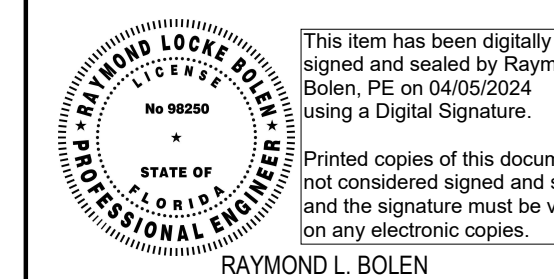 RAYMOND LOCKE BOLEN
LICENSE
No 98250
★
STATE OF
FLORIDA
★ PROFESSIONAL ENGINEER ★
This item has been digitally
signed and sealed by
Bolen, PE on 04/05/2024
using a Digital Signature.
Printed copies of this
not considered signed and
and the signature must be
on any electronic copies.
RAYMOND L. BOLEN